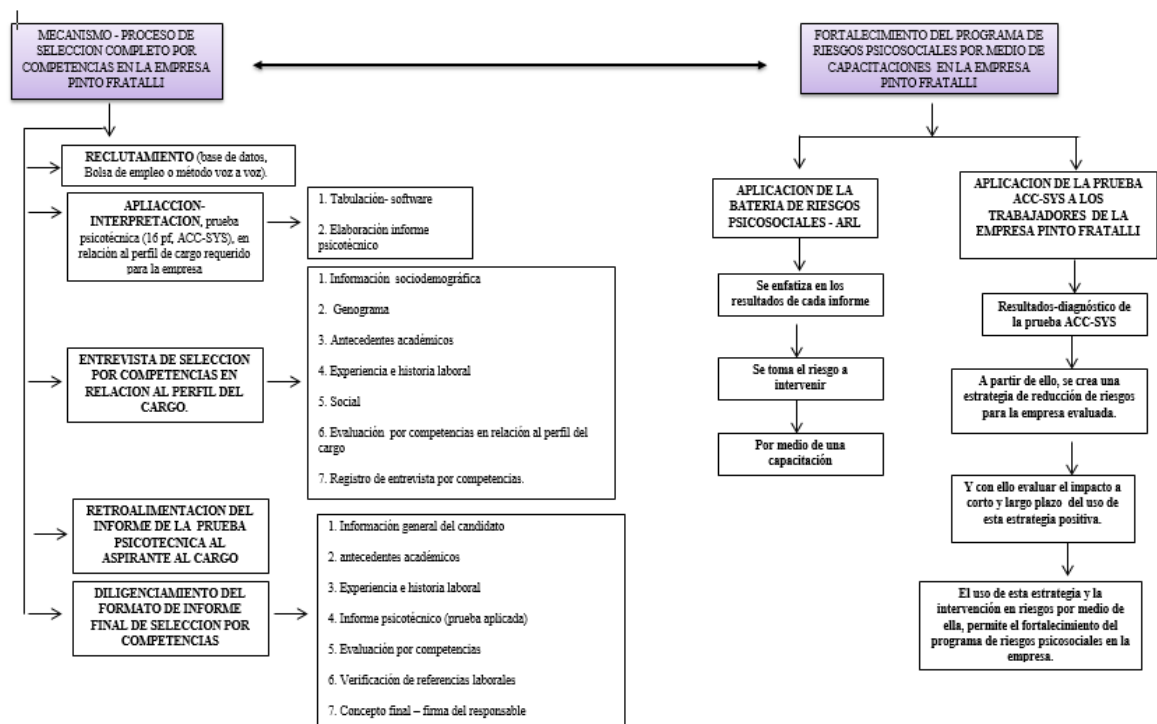 MECANISMO - PROCESO DE
SELECCION COMPLETO POR
COMPETENCIAS EN LA EMPRESA
PINTO FRATALLI
RECLUTAMIENTO (base de datos,
Bolsa de empleo o método voz a voz).
APLIACCION-
INTERPRETACION, prueba
psicotécnica (16 pf, ACC-SYS), en
relación al perfil de cargo requerido
para la empresa
1. Tabulación- software
2. Elaboración informe
psicotécnico
ENTREVISTA DE SELECCION
POR COMPETENCIAS EN
RELACION AL PERFIL DEL
CARGO.
1. Información sociodemográfica
2. Genograma
3. Antecedentes académicos
4. Experiencia e historia laboral
5. Social
6. Evaluación por competencias en relación al perfil del
cargo
7. Registro de entrevista por competencias.
RETROALIMENTACION DEL
INFORME DE LA PRUEBA
PSICOTECNICA AL
ASPIRANTE AL CARGO
DILIGENCIAMIENTO DEL
FORMATO DE INFORME
FINAL DE SELECCION POR
COMPETENCIAS
1. Información general del candidato
2. antecedentes académicos
3. Experiencia e historia laboral
4. Informe psicotécnico (prueba aplicada)
5. Evaluación por competencias
6. Verificación de referencias laborales
7. Concepto final – firma del responsable
FORTALECIMIENTO DEL PROGRAMA DE
RIESGOS PSICOSOCIALES POR MEDIO DE
CAPACITACIONES EN LA EMPRESA
PINTO FRATALLI
APLICACION DE LA
BATERIA DE RIESGOS
PSICOSOCIALES - ARL
Se enfatiza en los
resultados de cada informe
Se toma el riesgo a
intervenir
Por medio de una
capacitación
APLICACION DE LA PRUEBA
ACC-SYS A LOS
TRABAJADORES DE LA
EMPRESA PINTO FRATALLI
Resultados-diagnóstico de
la prueba ACC-SYS
A partir de ello, se crea una
estrategia de reducción de riesgos
para la empresa evaluada.
Y con ello evaluar el impacto a
corto y largo plazo del uso de
esta estrategia positiva.
El uso de esta estrategia y la
intervención en riesgos por medio de
ella, permite el fortalecimiento del
programa de riesgos psicosociales en la
empresa.